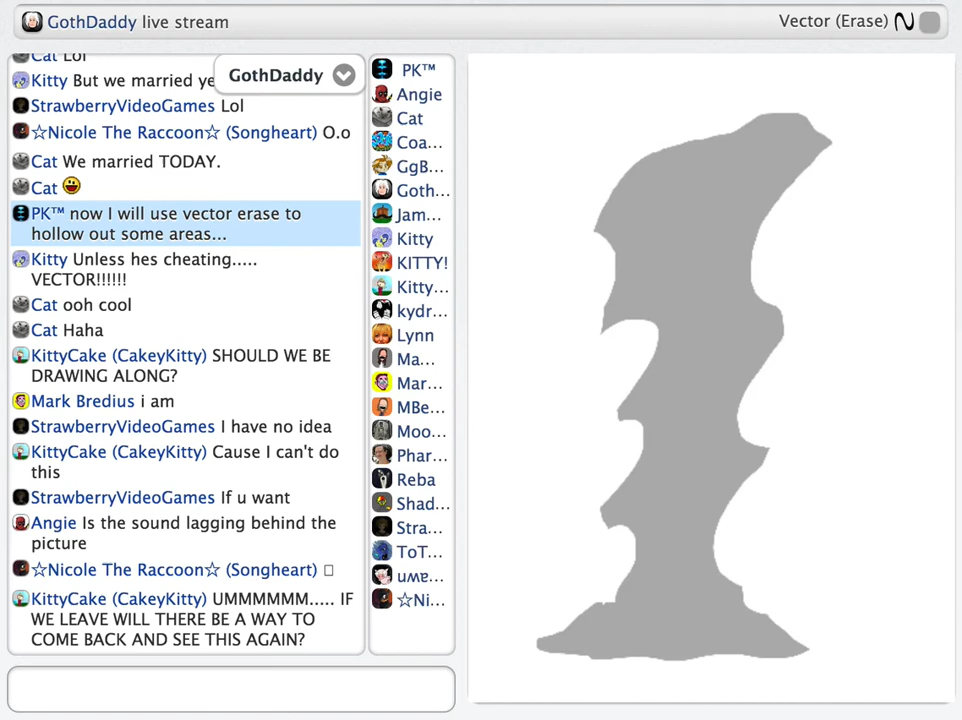 GothDaddy live stream
Vector (Erase)
Cat Lol
GothDaddy
Kitty But we married ye
StrawberryVideoGames Lol
☆Nicole The Raccoon☆ (Songheart) O.o
Cat We married TODAY.
Cat
PK™ now I will use vector erase to
hollow out some areas...
Kitty Unless hes cheating.....
VECTOR!!!!!!
Cat ooh cool
Cat Haha
KittyCake (CakeyKitty) SHOULD WE BE
DRAWING ALONG?
Mark Bredius i am
StrawberryVideoGames I have no idea
KittyCake (CakeyKitty) Cause I can't do
this
StrawberryVideoGames If u want
Angie Is the sound lagging behind the
picture
☆Nicole The Raccoon☆ (Songheart) 
KittyCake (CakeyKitty) UMMMMMM..... IF
WE LEAVE WILL THERE BE A WAY TO
COME BACK AND SEE THIS AGAIN?
PK™
Angie
Cat
Coa...
GgB...
Goth...
Jam...
Kitty
KITTY!
Kitty...
kydr...
Lynn
Ma...
Mar...
MBe...
Moo...
Phar...
Reba
Shad...
Stra...
ToT...
uʍɐ...
☆Ni...